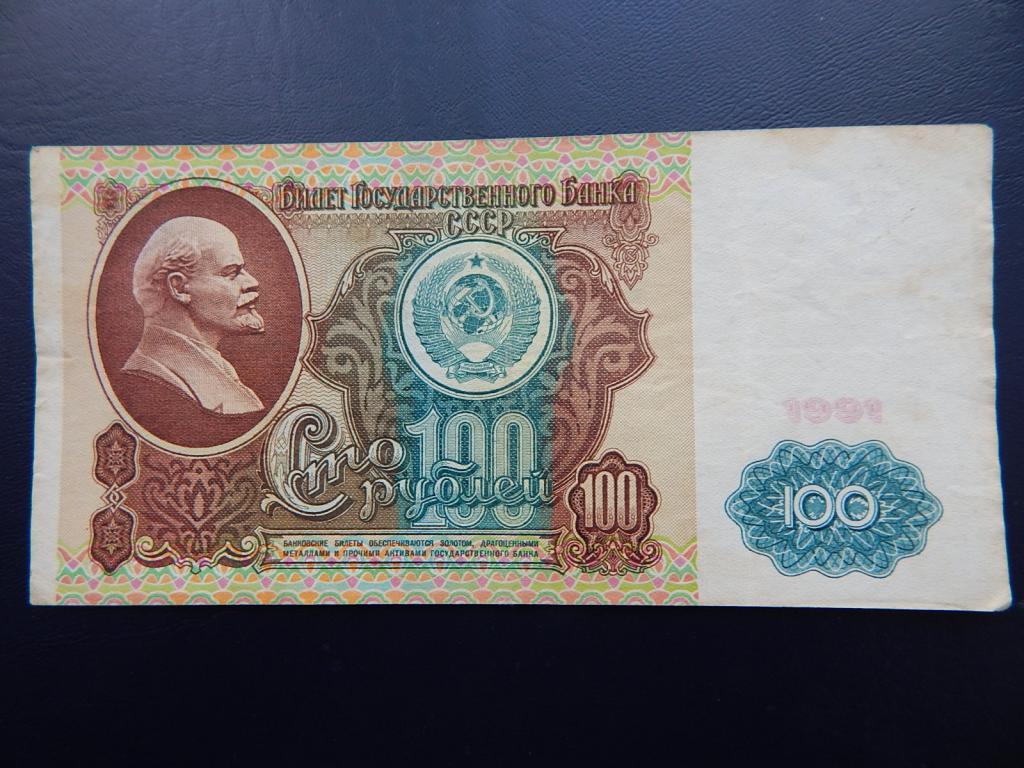 Билет Государственного Банка
СССР
100
Сто
рублей
100
БАНКОВСКИЕ БИЛЕТЫ ОБЕСПЕЧИВАЮТСЯ ЗОЛОТОМ, ДРАГОЦЕННЫМИ
МЕТАЛЛАМИ И ПРОЧИМИ АКТИВАМИ ГОСУДАРСТВЕННОГО БАНКА
1991
100